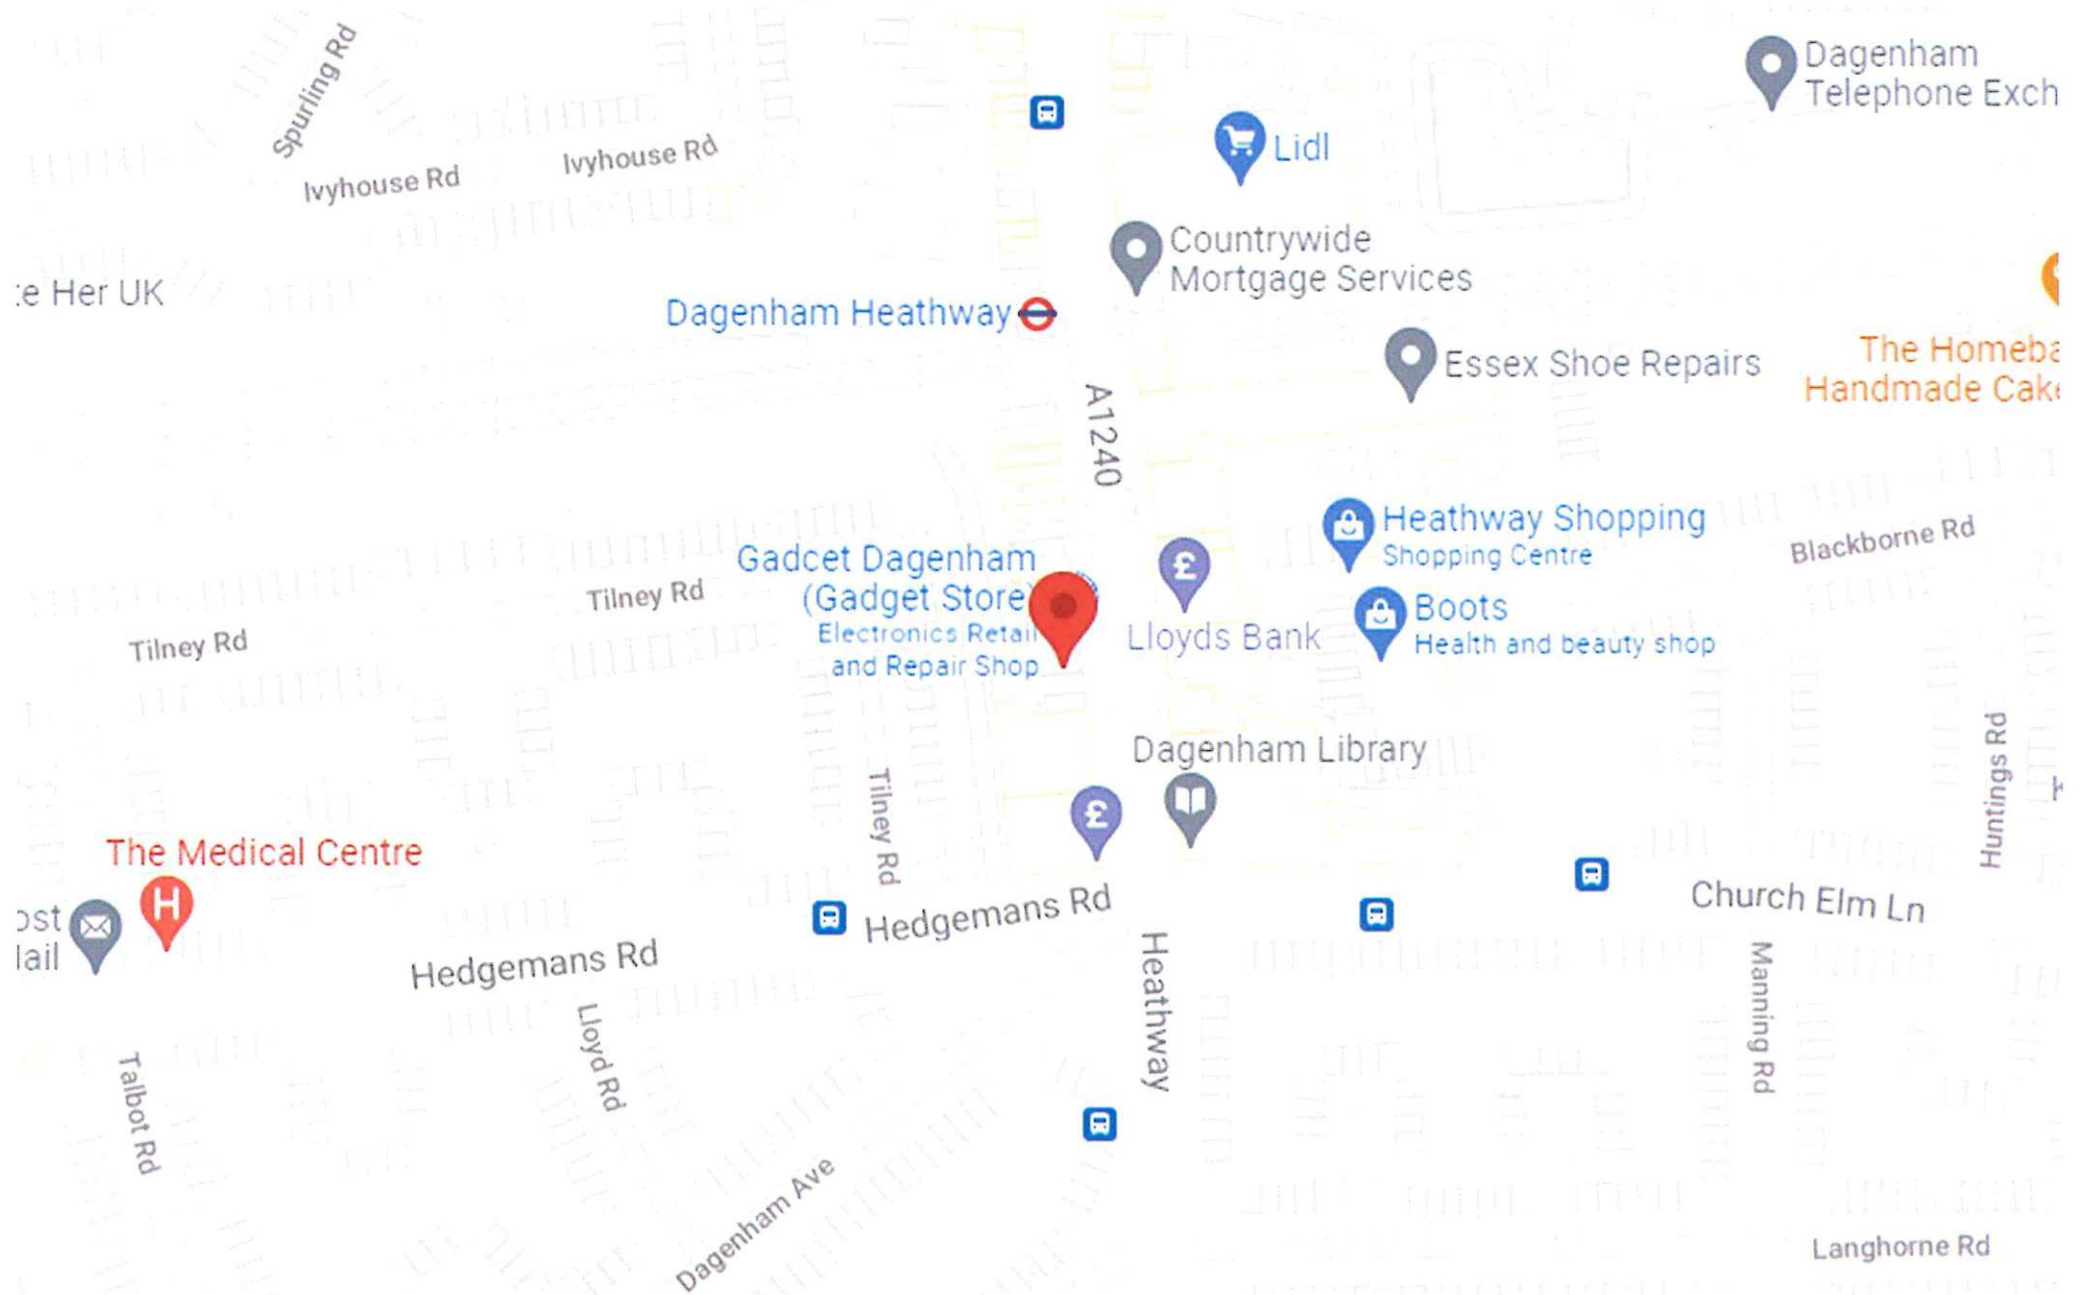 Spurling Rd
Ivyhouse Rd
Ivyhouse Rd
Dagenham
Telephone Exch
Lidl
Countrywide
Mortgage Services
Her UK
Dagenham Heathway
Essex Shoe Repairs
The Homeba
Handmade Cak
A1240
Heathway Shopping
Shopping Centre
Blackborne Rd
Gadcet Dagenham
(Gadget Store)
Electronics Retail
and Repair Shop
£
Lloyds Bank
Boots
Health and beauty shop
Tilney Rd
Tilney Rd
Dagenham Library
Huntings Rd
Tilney Rd
£
The Medical Centre
H
ost
ail
Hedgemans Rd
Hedgemans Rd
Church Elm Ln
Heathway
Manning Rd
Lloyd Rd
Talbot Rd
Dagenham Ave
Langhorne Rd